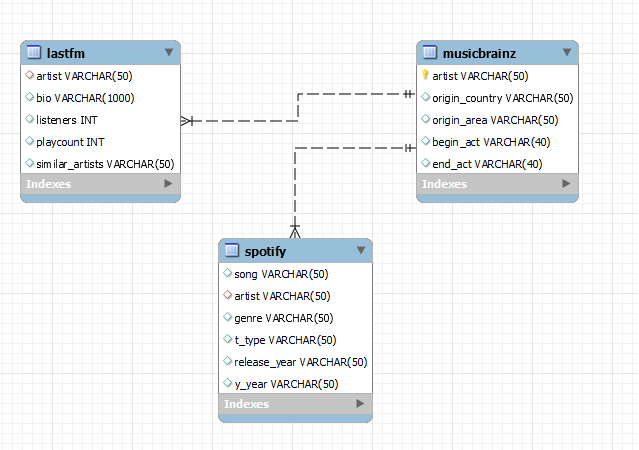 lastfm
artist VARCHAR(50)
bio VARCHAR(1000)
listeners INT
playcount INT
similar_artists VARCHAR(50)
Indexes
musicbrainz
artist VARCHAR(50)
origin_country VARCHAR(50)
origin_area VARCHAR(50)
begin_act VARCHAR(40)
end_act VARCHAR(40)
Indexes
spotify
song VARCHAR(50)
artist VARCHAR(50)
genre VARCHAR(50)
t_type VARCHAR(50)
release_year VARCHAR(50)
y_year VARCHAR(50)
Indexes